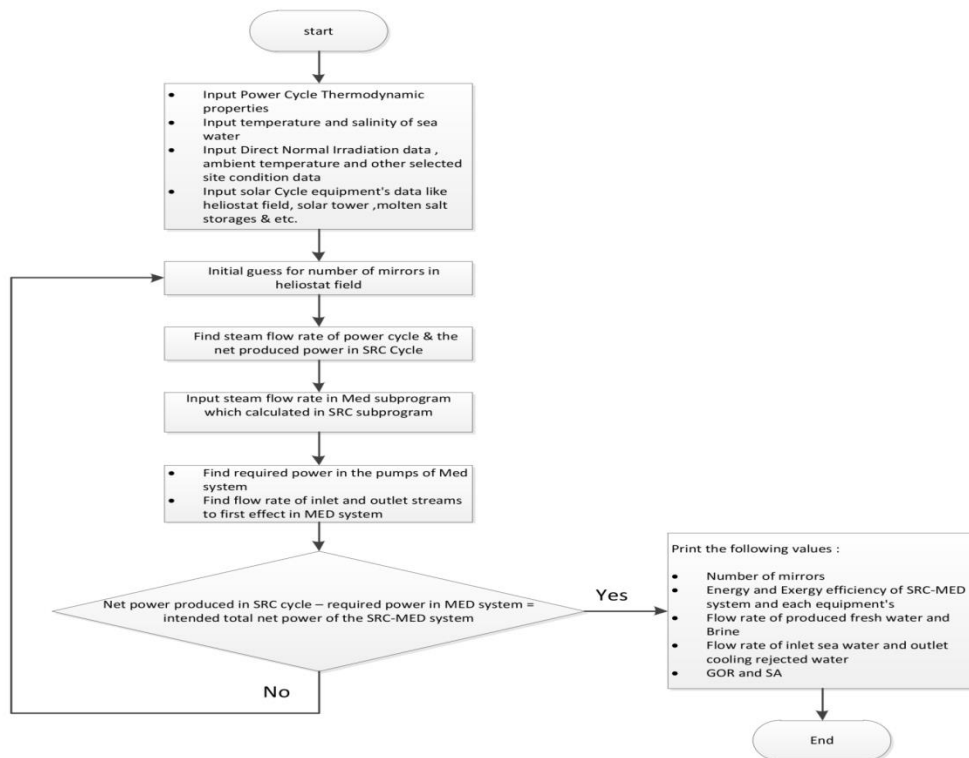 start
• Input Power Cycle Thermodynamic
properties
• Input temperature and salinity of sea
water
• Input Direct Normal Irradiation data ,
ambient temperature and other selected
site condition data
• Input solar Cycle equipment's data like
heliostat field, solar tower ,molten salt
storages & etc.
Initial guess for number of mirrors in
heliostat field
Find steam flow rate of power cycle & the
net produced power in SRC Cycle
Input steam flow rate in Med subprogram
which calculated in SRC subprogram
• Find required power in the pumps of Med
system
• Find flow rate of inlet and outlet streams
to first effect in MED system
Net power produced in SRC cycle – required power in MED system =
intended total net power of the SRC-MED system
Yes
No
Print the following values :
• Number of mirrors
• Energy and Exergy efficiency of SRC-MED
system and each equipment's
• Flow rate of produced fresh water and
Brine
• Flow rate of inlet sea water and outlet
cooling rejected water
• GOR and SA
End